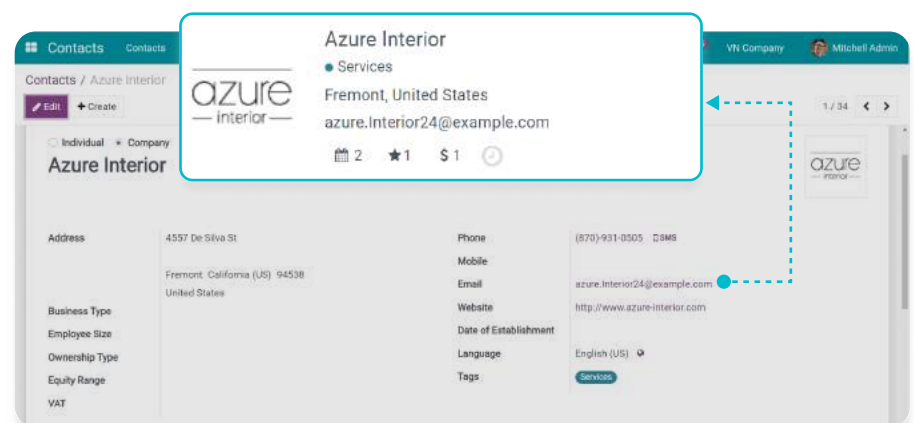 Contacts Contacts
VN Company Mitchell Admin
Contacts / Azure Interior
Edit + Create
1 / 34
azure
interior
Azure Interior
Services
Fremont, United States
azure.Interior24@example.com
2 1 $ 1
Individual Company
Azure Interior
azure
interior
Address 4557 De Silva St
Fremont California (US) 94538
United States
Business Type
Employee Size
Ownership Type
Equity Range
VAT
Phone (870)-931-0505 SMS
Mobile
Email azure.Interior24@example.com
Website http://www.azure-interior.com
Date of Establishment
Language English (US)
Tags Services